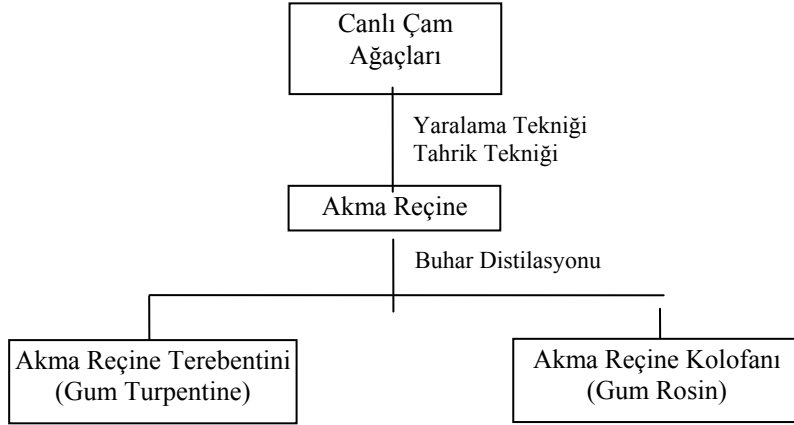 Canlı Çam
Ağaçları
Yaralama Tekniği
Tahrik Tekniği
Akma Reçine
Buhar Distilasyonu
Akma Reçine Terebentini
(Gum Turpentine)
Akma Reçine Kolofanı
(Gum Rosin)